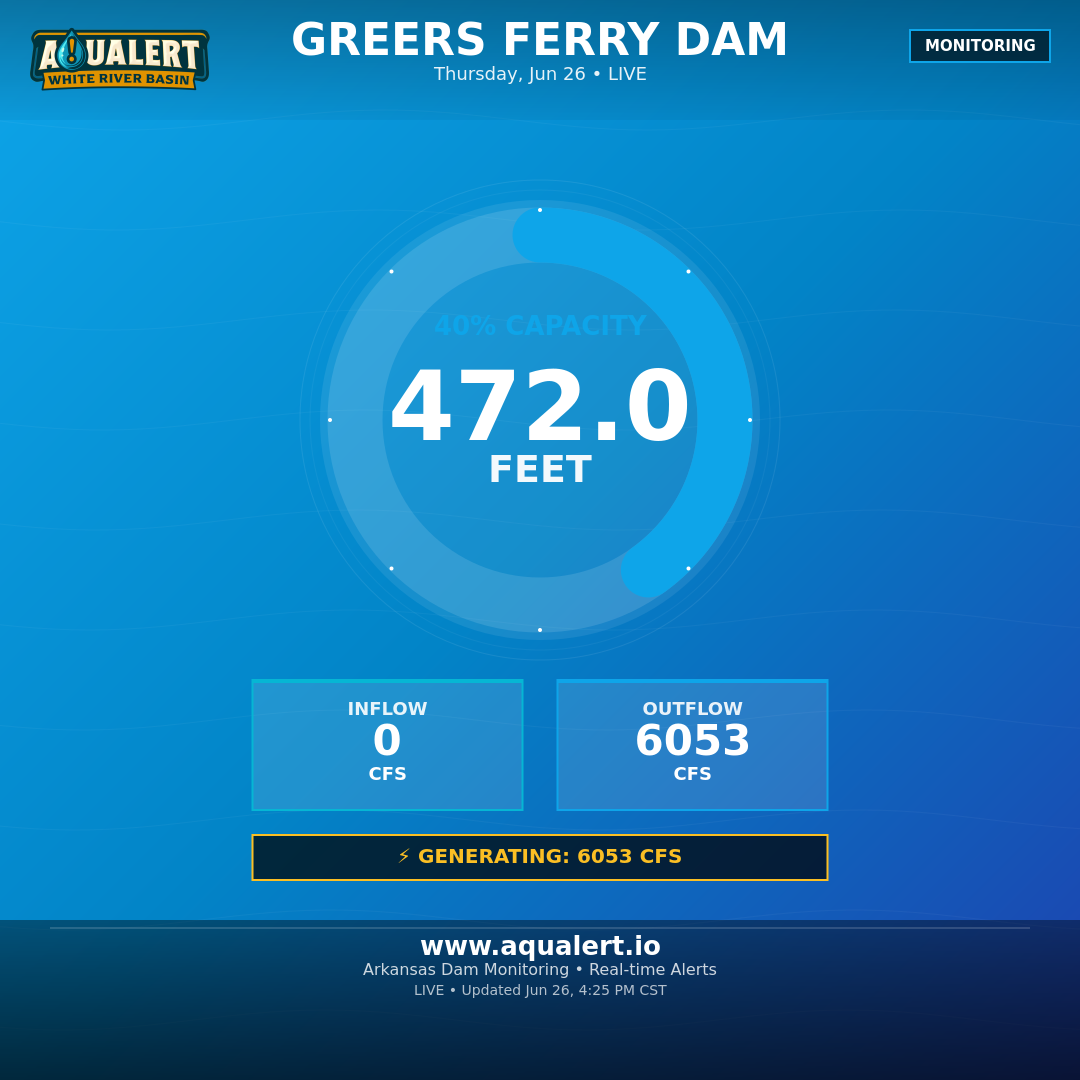 AQUALERT
WHITE RIVER BASIN
GREERS FERRY DAM
Thursday, Jun 26 • LIVE
MONITORING
40% CAPACITY
472.0
FEET
INFLOW
0
CFS
OUTFLOW
6053
CFS
⚡ GENERATING: 6053 CFS
www.aqualert.io
Arkansas Dam Monitoring • Real-time Alerts
LIVE • Updated Jun 26, 4:25 PM CST